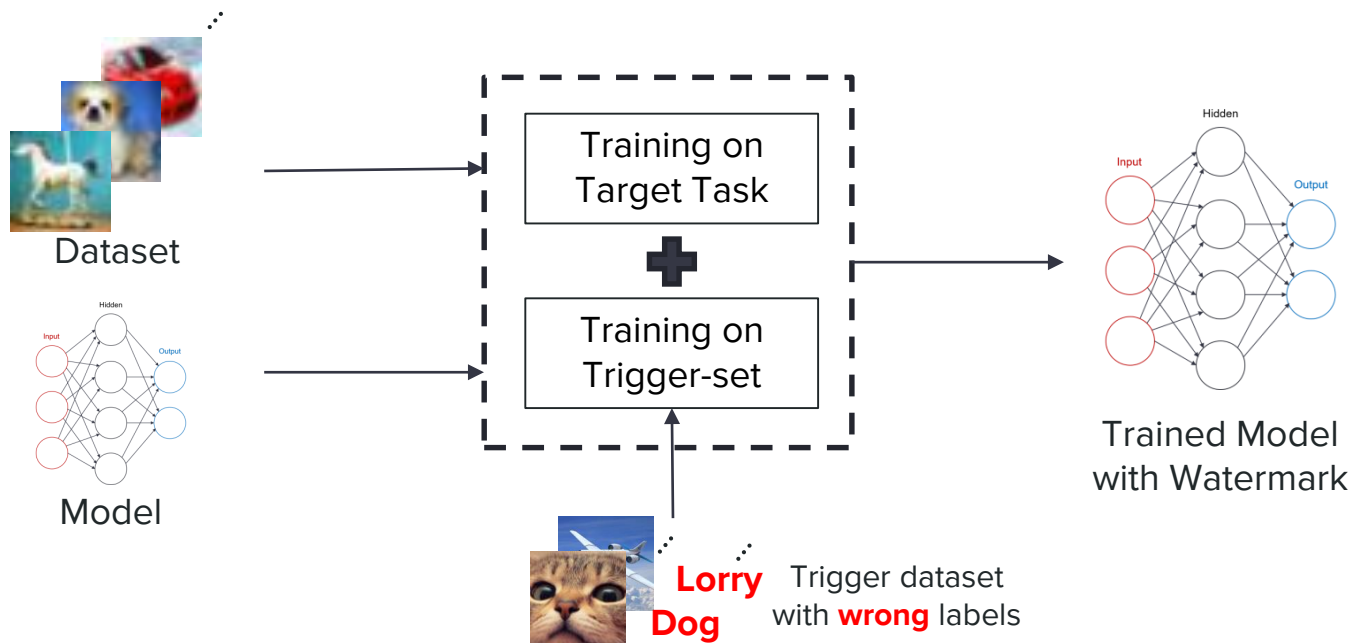 Dataset
Hidden
Input
Output
Model
Training on
Target Task
Training on
Trigger-set
Lorry
Dog
Trigger dataset
with wrong labels
Hidden
Input
Output
Trained Model
with Watermark